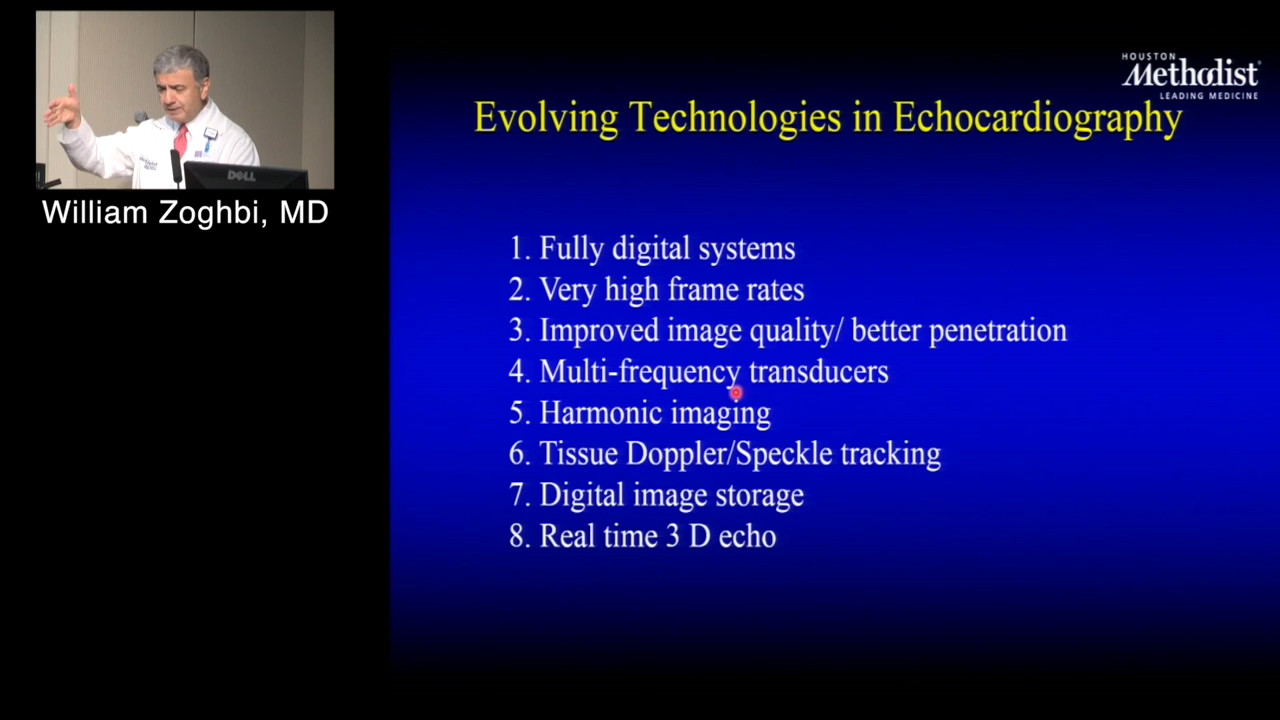 HOUSTON
Methodist
LEADING MEDICINE
Evolving Technologies in Echocardiography
DELL
William Zoghbi, MD
1. Fully digital systems
2. Very high frame rates
3. Improved image quality/ better penetration
4. Multi-frequency transducers
5. Harmonic imaging
6. Tissue Doppler/Speckle tracking
7. Digital image storage
8. Real time 3 D echo